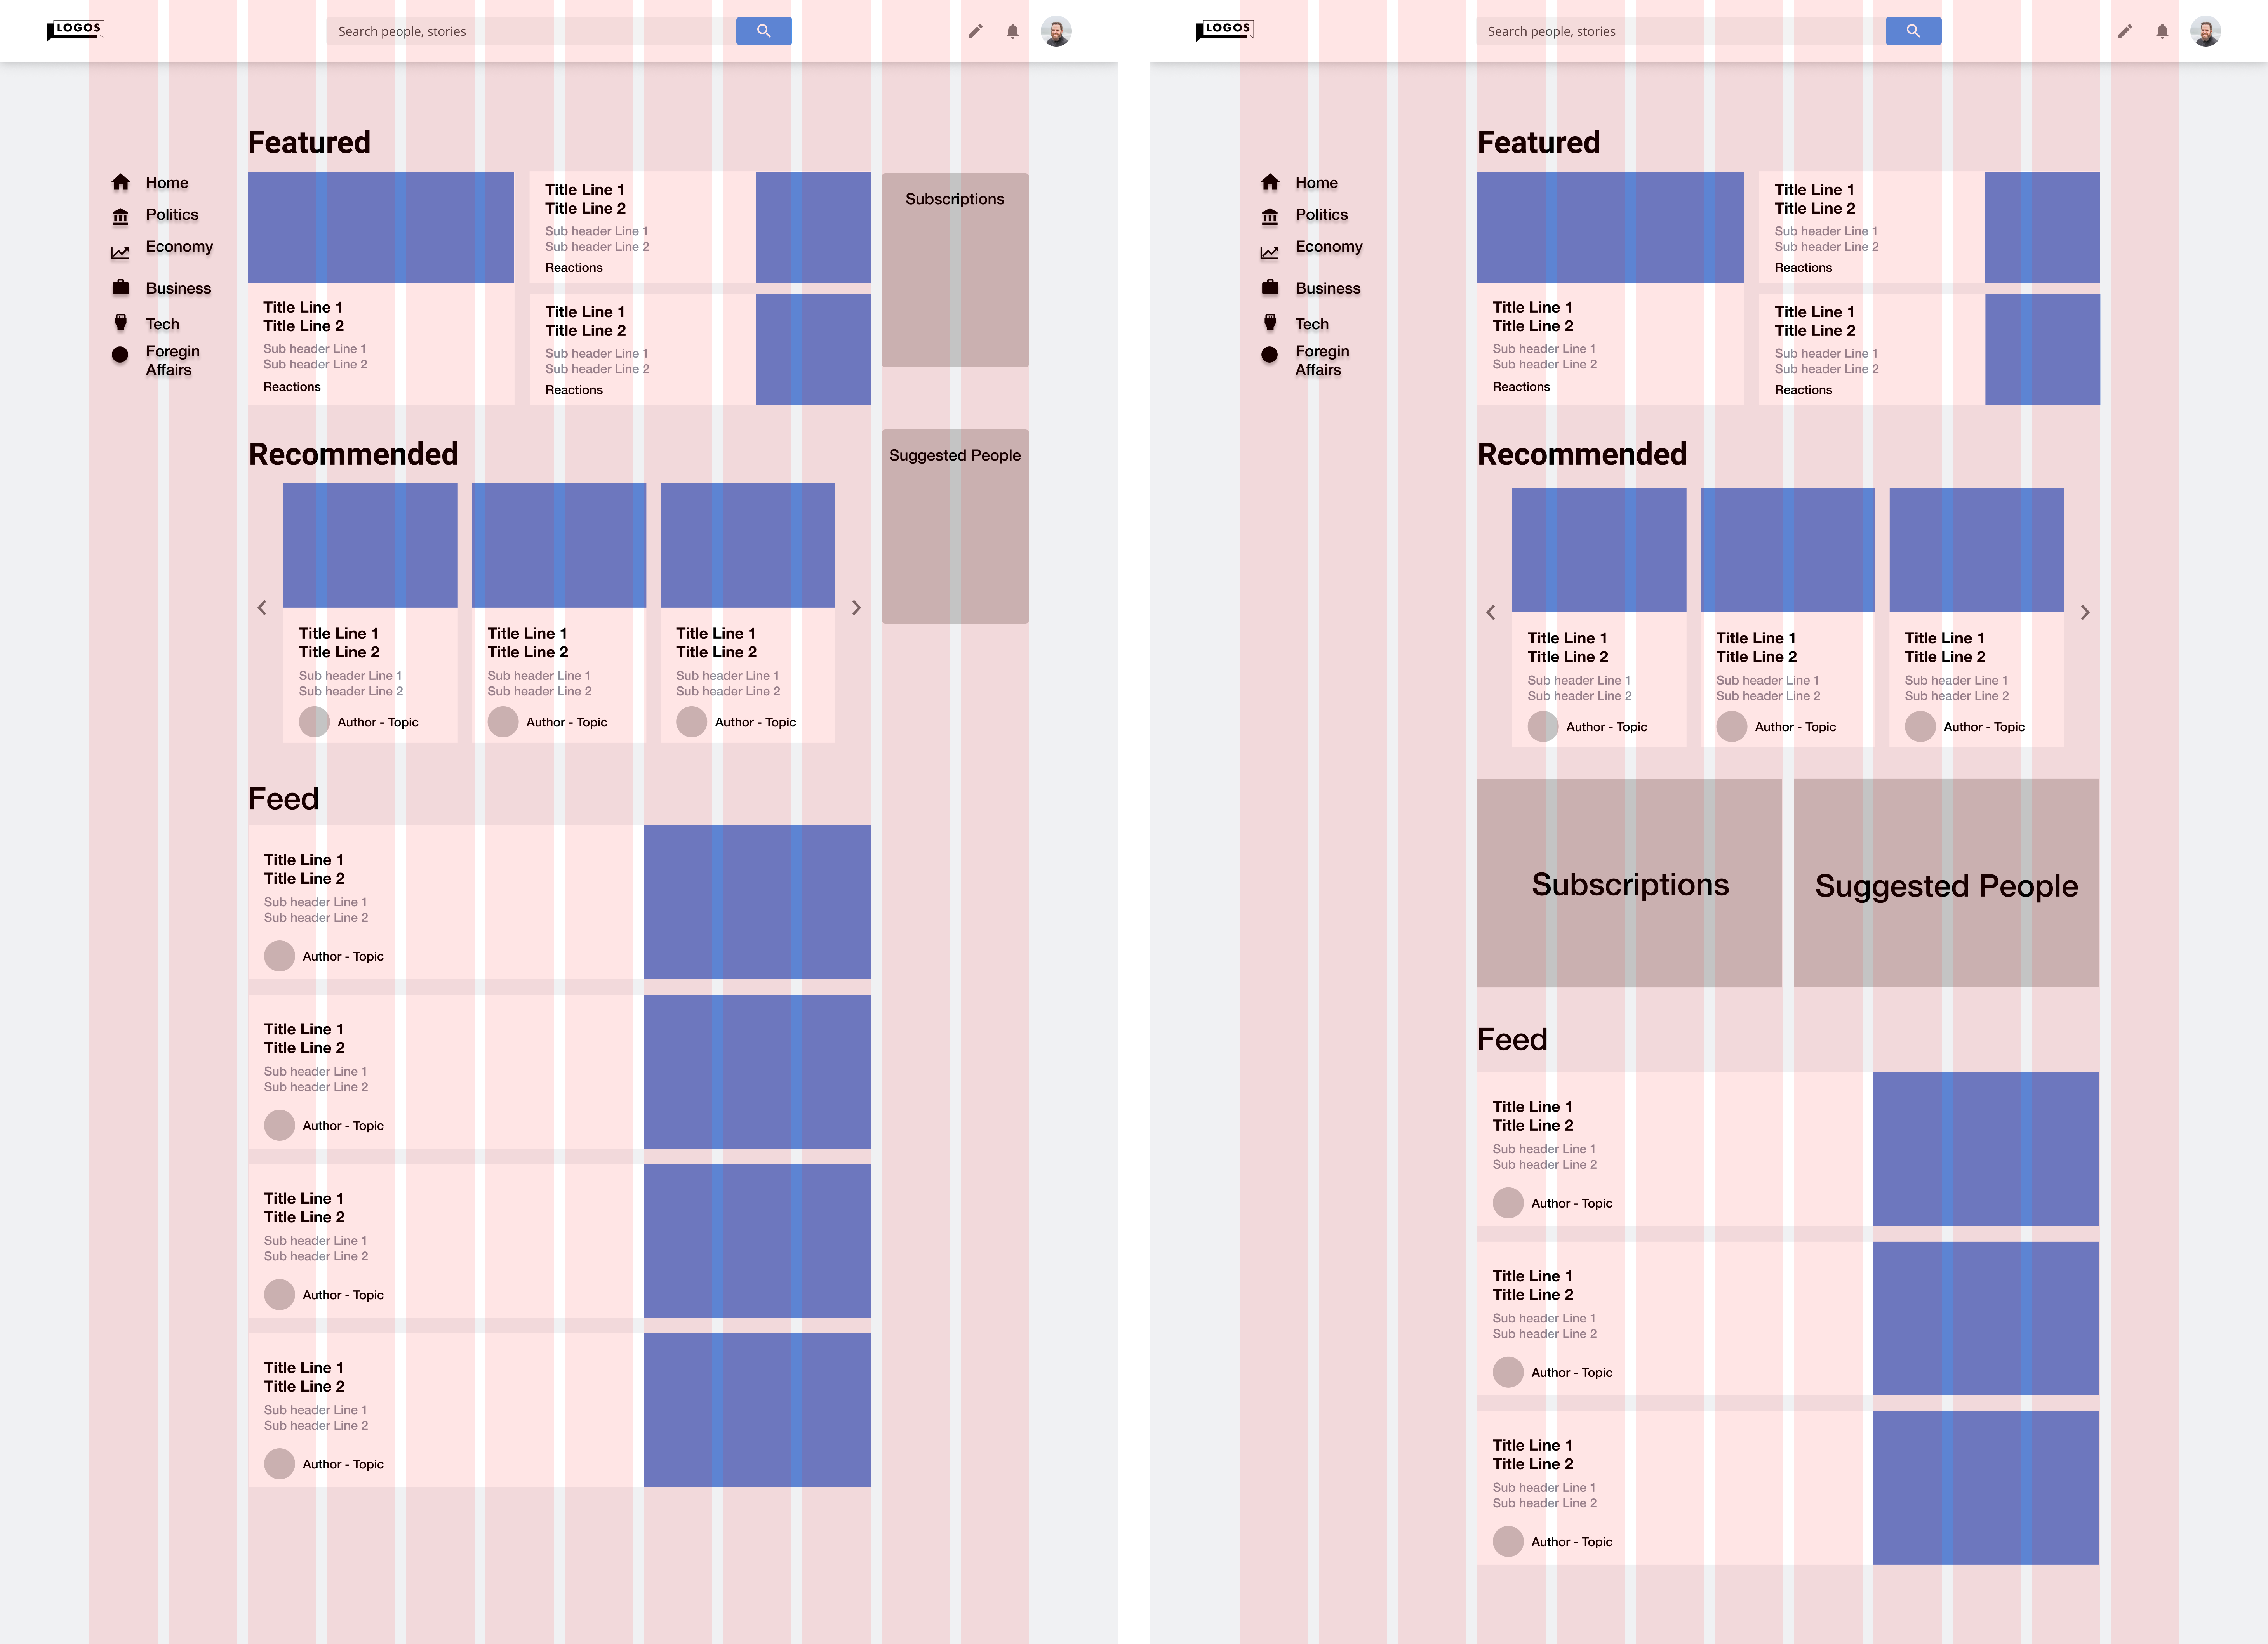 LOGOS
Search people, stories
Featured
Home
Politics
Economy
Business
Tech
Foregin
Affairs
Title Line 1
Title Line 2
Sub header Line 1
Sub header Line 2
Reactions
Title Line 1
Title Line 2
Sub header Line 1
Sub header Line 2
Reactions
Title Line 1
Title Line 2
Sub header Line 1
Sub header Line 2
Reactions
Subscriptions
Recommended
Suggested People
Title Line 1
Title Line 2
Sub header Line 1
Sub header Line 2
Author - Topic
Title Line 1
Title Line 2
Sub header Line 1
Sub header Line 2
Author - Topic
Title Line 1
Title Line 2
Sub header Line 1
Sub header Line 2
Author - Topic
Feed
Title Line 1
Title Line 2
Sub header Line 1
Sub header Line 2
Author - Topic
Title Line 1
Title Line 2
Sub header Line 1
Sub header Line 2
Author - Topic
Title Line 1
Title Line 2
Sub header Line 1
Sub header Line 2
Author - Topic
Title Line 1
Title Line 2
Sub header Line 1
Sub header Line 2
Author - Topic
LOGOS
Search people, stories
Featured
Home
Politics
Economy
Business
Tech
Foregin
Affairs
Title Line 1
Title Line 2
Sub header Line 1
Sub header Line 2
Reactions
Title Line 1
Title Line 2
Sub header Line 1
Sub header Line 2
Reactions
Title Line 1
Title Line 2
Sub header Line 1
Sub header Line 2
Reactions
Recommended
Title Line 1
Title Line 2
Sub header Line 1
Sub header Line 2
Author - Topic
Title Line 1
Title Line 2
Sub header Line 1
Sub header Line 2
Author - Topic
Title Line 1
Title Line 2
Sub header Line 1
Sub header Line 2
Author - Topic
Subscriptions
Suggested People
Feed
Title Line 1
Title Line 2
Sub header Line 1
Sub header Line 2
Author - Topic
Title Line 1
Title Line 2
Sub header Line 1
Sub header Line 2
Author - Topic
Title Line 1
Title Line 2
Sub header Line 1
Sub header Line 2
Author - Topic